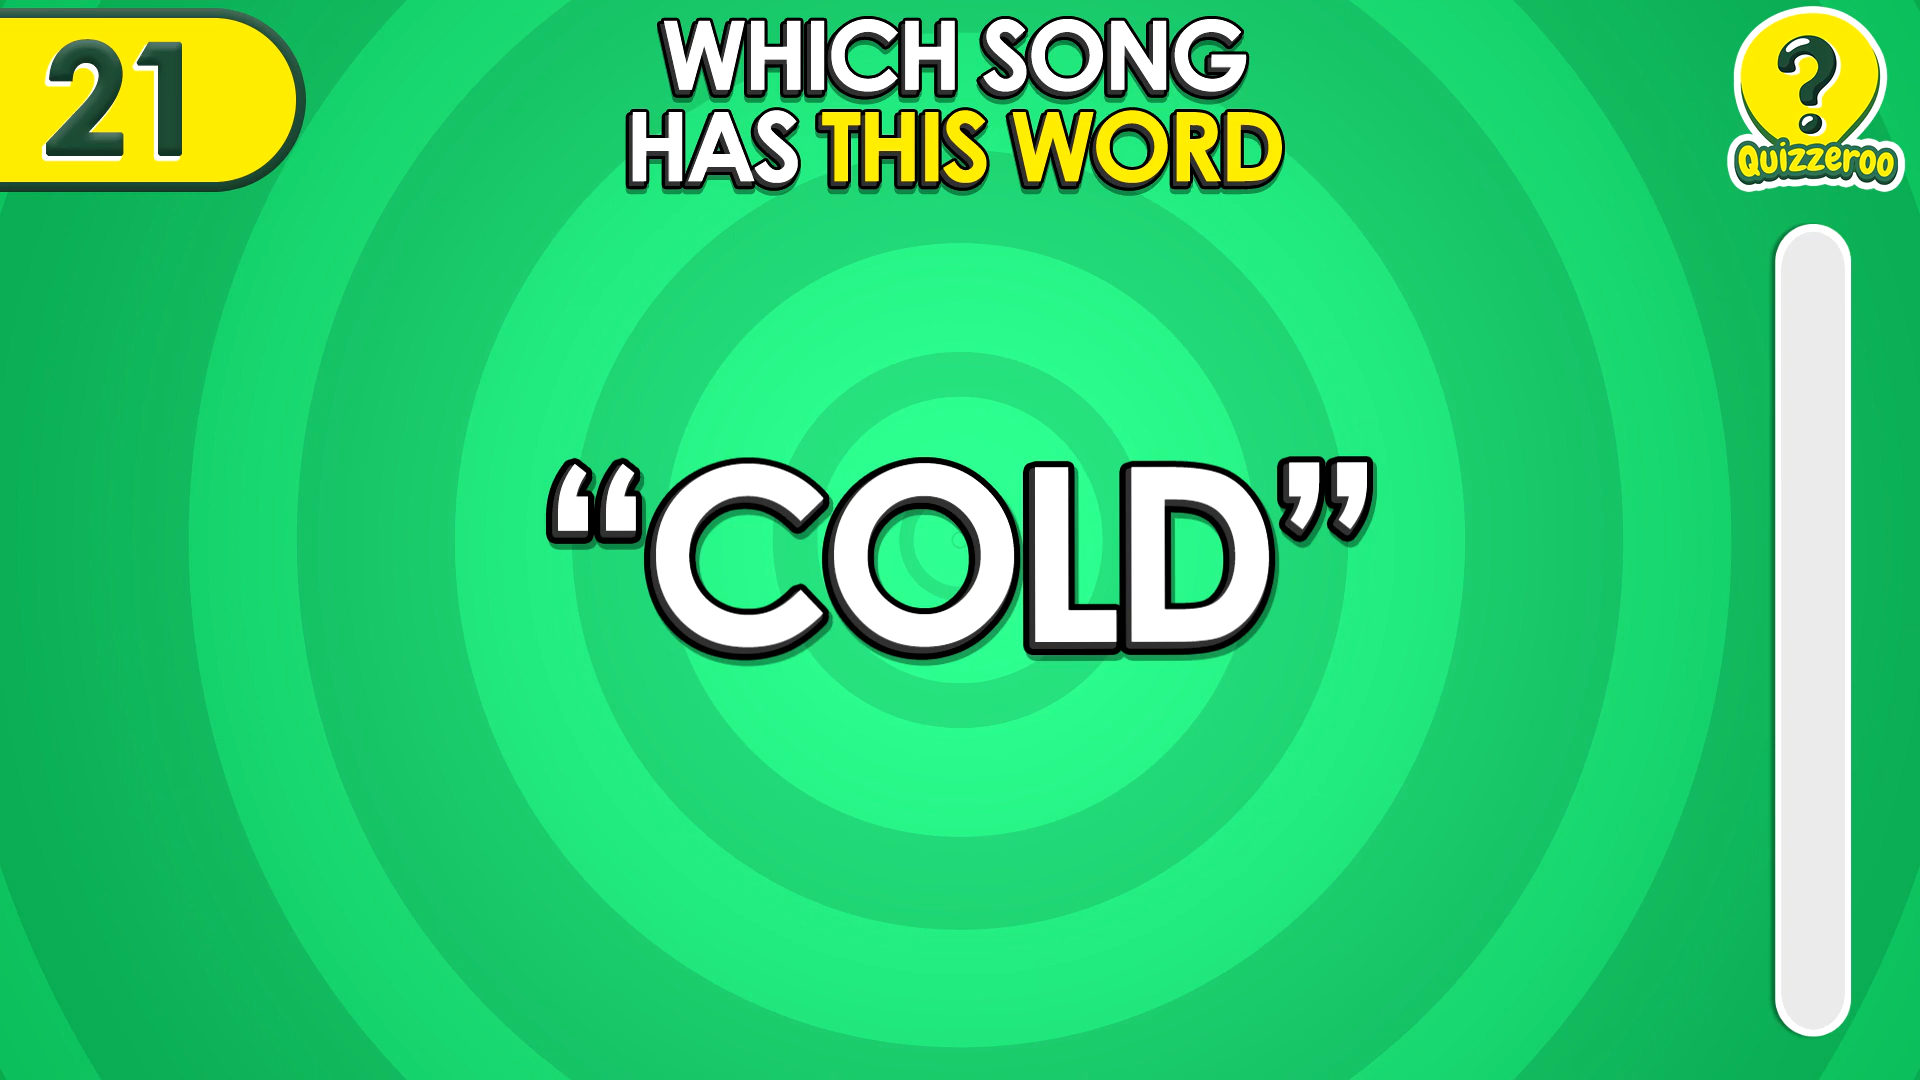 21
WHICH SONG
HAS THIS WORD
?
Quizzeroo
“COLD”